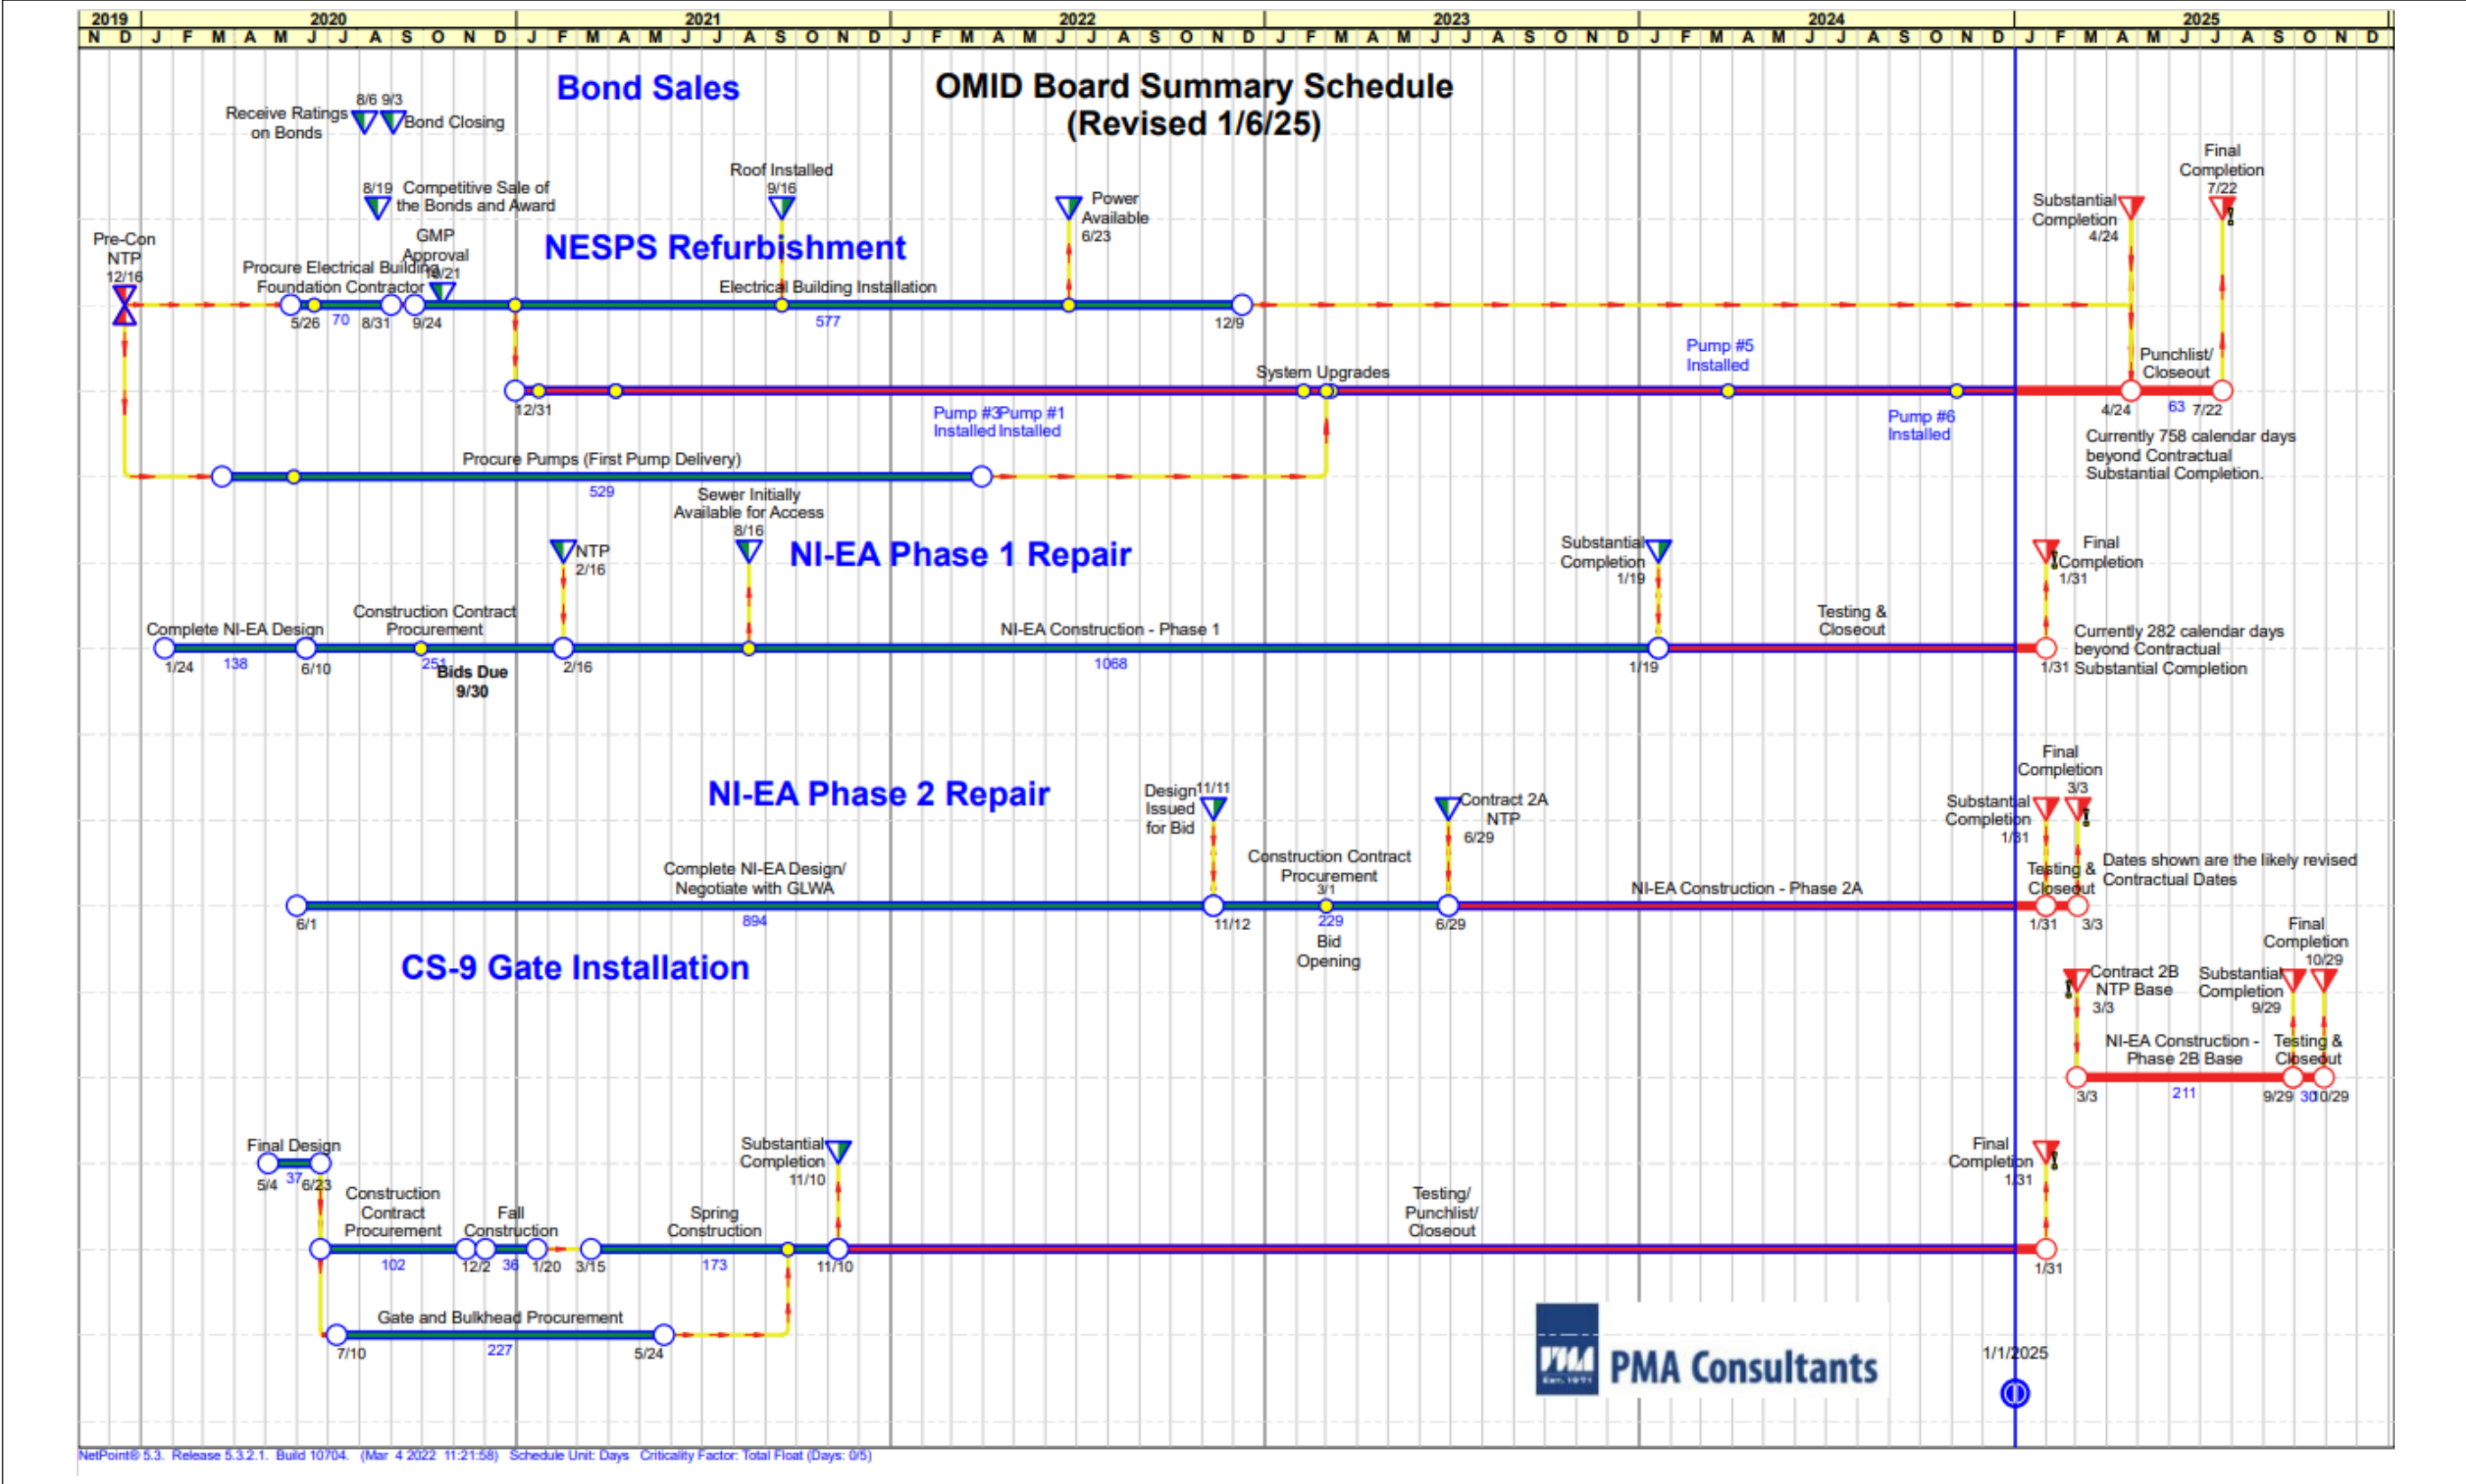 2019 2020 2021 2022 2023 2024 2025
N D J F M A M J J A S O N D J F M A M J J A S O N D J F M A M J J A S O N D J F M A M J J A S O N D J F M A M J J A S O N D J F M A M J J A S O N D
Bond Sales
OMID Board Summary Schedule
(Revised 1/6/25)
8/6 9/3
Receive Ratings
on Bonds
Bond Closing
8/19
Competitive Sale of
the Bonds and Award
Roof Installed
9/16
Power
Available
6/23
Substantial
Completion
4/24
Final
Completion
7/22
NESPS Refurbishment
Pre-Con
NTP
12/16
GMP
Approval
10/21
Procure Electrical Building
Foundation Contractor
Electrical Building Installation
5/26
70
8/31
9/24
577
12/9
Pump #5
Installed
System Upgrades
Punchlist/
Closeout
12/31
Pump #3
Installed
Pump #1
Installed
Pump #6
Installed
4/24
63
7/22
Currently 758 calendar days
beyond Contractual
Substantial Completion.
Procure Pumps (First Pump Delivery)
529
Sewer Initially
Available for Access
8/16
NI-EA Phase 1 Repair
NTP
2/16
Substantial
Completion
1/19
Final
Completion
1/31
Complete NI-EA Design
Construction Contract
Procurement
NI-EA Construction - Phase 1
Testing &
Closeout
1/24
138
6/10
251
Bids Due
9/30
2/16
1068
1/19
1/31
Currently 282 calendar days
beyond Contractual
Substantial Completion
NI-EA Phase 2 Repair
Design
Issued
for Bid
11/11
Contract 2A
NTP
6/29
Substantial
Completion
1/31
Final
Completion
3/3
Complete NI-EA Design/
Negotiate with GLWA
Construction Contract
Procurement
3/1
NI-EA Construction - Phase 2A
Testing &
Closeout
Dates shown are the likely revised
Contractual Dates
6/1
894
11/12
229
Bid
Opening
6/29
1/31
3/3
CS-9 Gate Installation
Contract 2B
NTP Base
3/3
Substantial
Completion
9/29
Final
Completion
10/29
NI-EA Construction -
Phase 2B Base
Testing &
Closeout
3/3
211
9/29
30
10/29
Final Design
5/4
37
6/23
Substantial
Completion
11/10
Final
Completion
1/31
Construction
Contract
Procurement
Fall
Construction
Spring
Construction
Testing/
Punchlist/
Closeout
102
12/2
36
1/20
3/15
173
11/10
1/31
Gate and Bulkhead Procurement
7/10
227
5/24
PMA
Est. 1971
PMA Consultants
1/1/2025
NetPoint® 5.3. Release 5.3.2.1. Build 10704. (Mar 4 2022 11:21:58) Schedule Unit: Days Criticality Factor: Total Float (Days: 0/5)